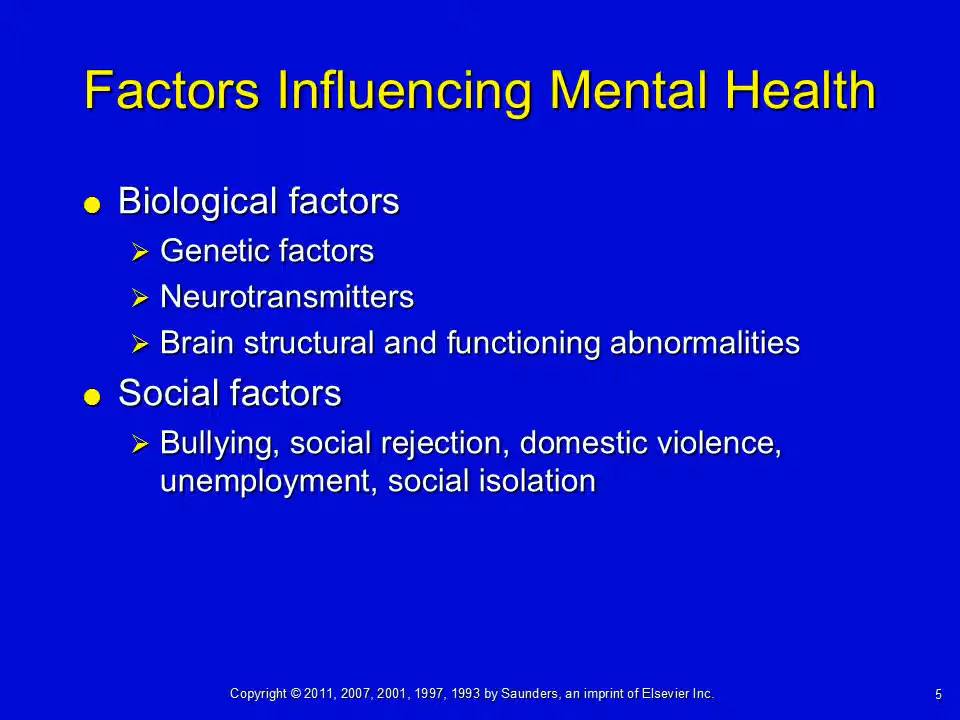 Factors Influencing Mental Health
Biological factors
Genetic factors
Neurotransmitters
Brain structural and functioning abnormalities
Social factors
Bullying, social rejection, domestic violence,
unemployment, social isolation
Copyright © 2011, 2007, 2001, 1997, 1993 by Saunders, an imprint of Elsevier Inc.
5